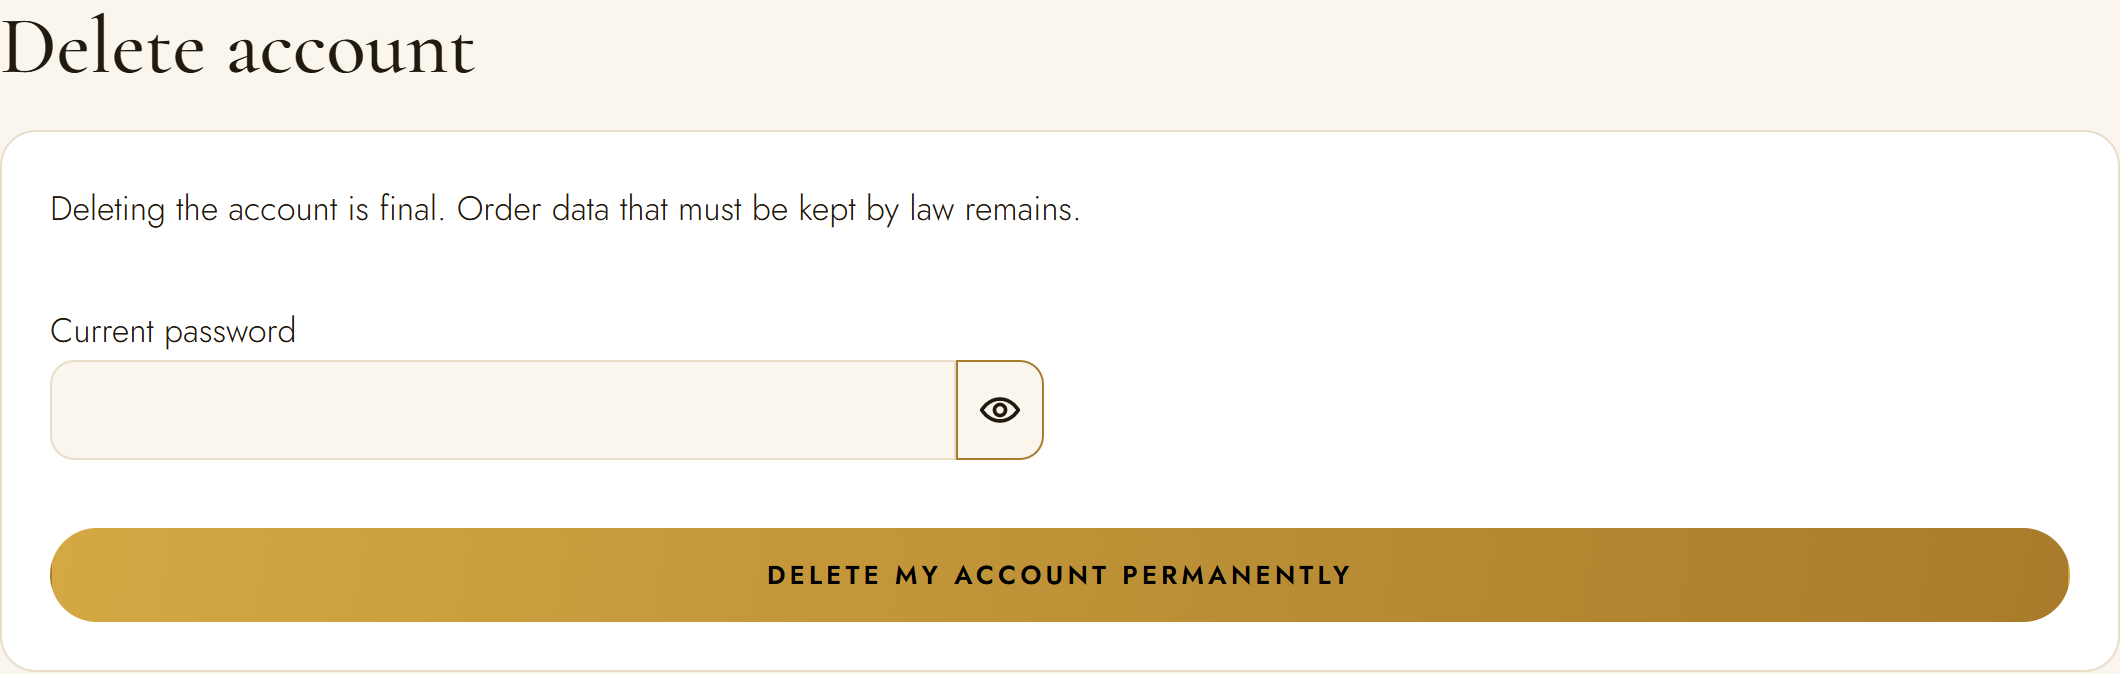 Delete account
Deleting the account is final. Order data that must be kept by law remains.
Current password
DELETE MY ACCOUNT PERMANENTLY